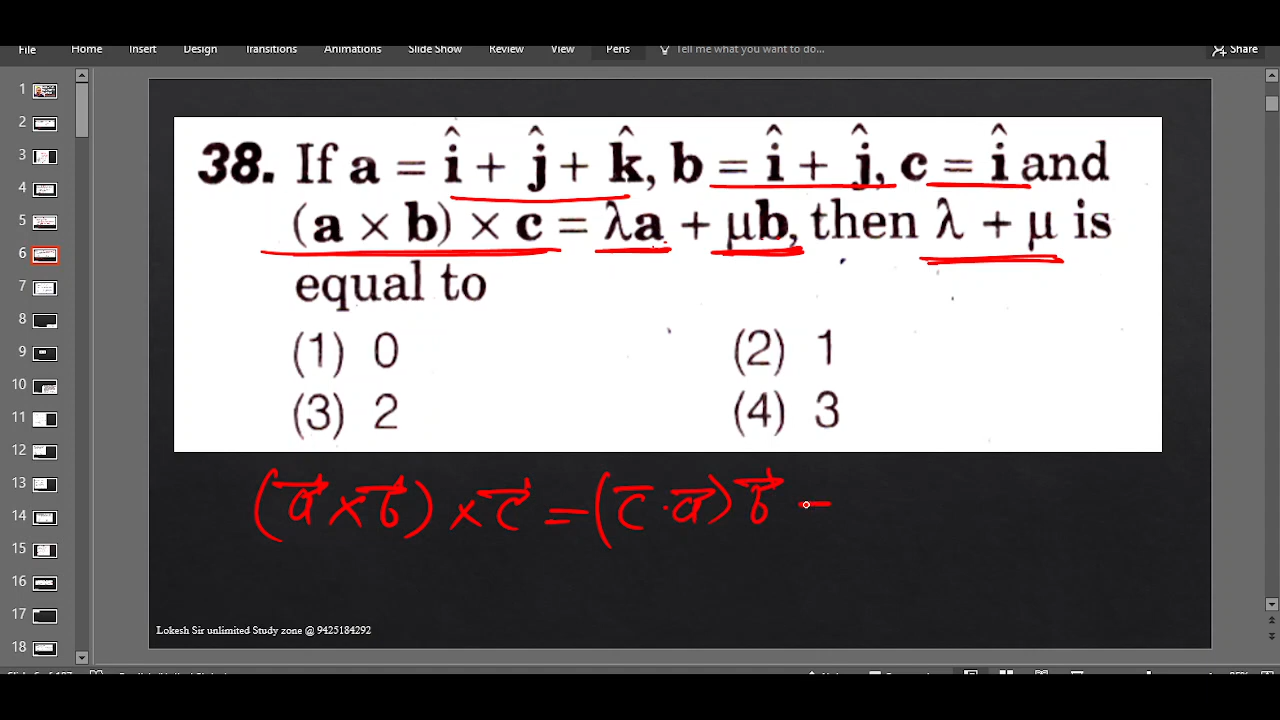 File Home Insert Design Transitions Animations Slide Show Review View Pens Tell me what you want to do... Share
1
2
3
4
5
6
7
8
9
10
11
12
13
14
15
16
17
18
38. If a = î + ĵ + k̂, b = î + ĵ, c = î and
(a × b) × c = λa + μb, then λ + μ is
equal to
(1) 0 (2) 1
(3) 2 (4) 3
(a⃗ × b⃗) × c⃗ = (c⃗ · a⃗) b⃗ −
Lokesh Sir unlimited Study zone @ 9425184292